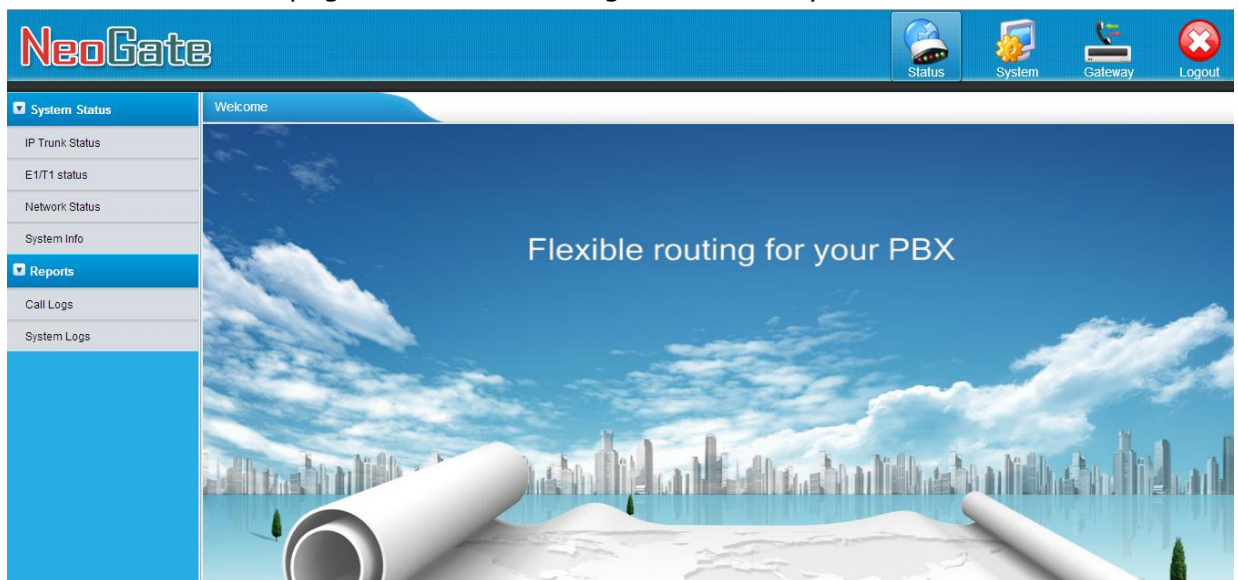 NeoGate
Status
System
Gateway
Logout
System Status
Welcome
IP Trunk Status
E1/T1 status
Network Status
System Info
Reports
Call Logs
System Logs
Flexible routing for your PBX